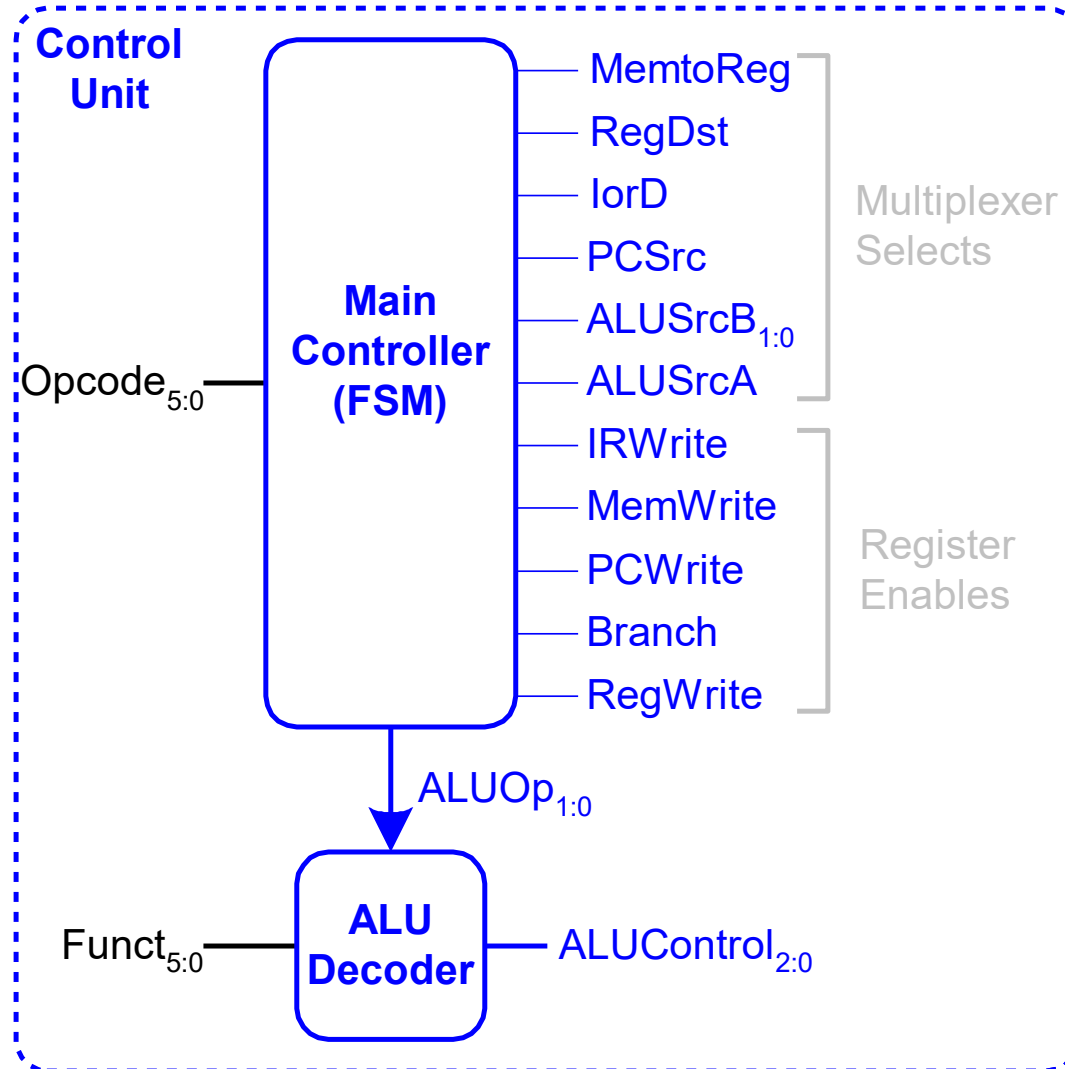 Control
Unit
MemtoReg
RegDst
IorD
PCSrc
ALUSrcB1:0
ALUSrcA
Multiplexer
Selects
IRWrite
MemWrite
PCWrite
Branch
RegWrite
Register
Enables
Main
Controller
(FSM)
Opcode5:0
ALUOp1:0
ALU
Decoder
Funct5:0
ALUControl2:0